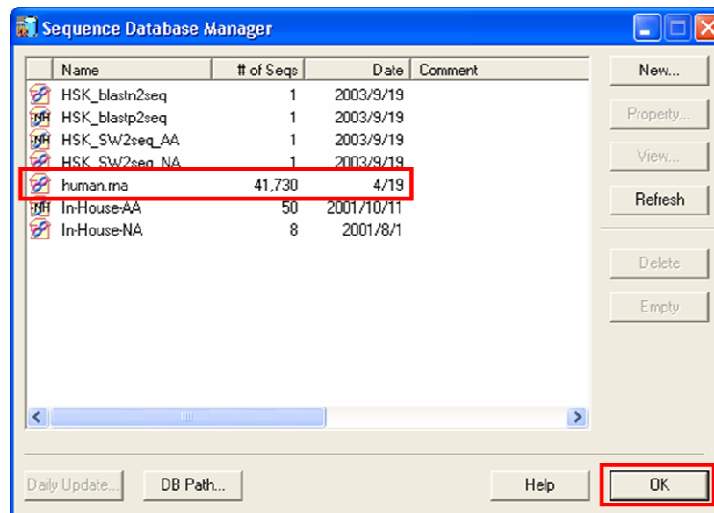 Sequence Database Manager
Name # of Seqs Date Comment
HSK_blastn2seq 1 2003/9/19
HSK_blastp2seq 1 2003/9/19
HSK_SW2seq_AA 1 2003/9/19
HSK_SW2seq_NA 1 2003/9/19
human.rna 41,730 4/19
In-House-AA 50 2001/10/11
In-House-NA 8 2001/8/1
New...
Property...
View...
Refresh
Delete
Empty
Daily Update... DB Path... Help OK